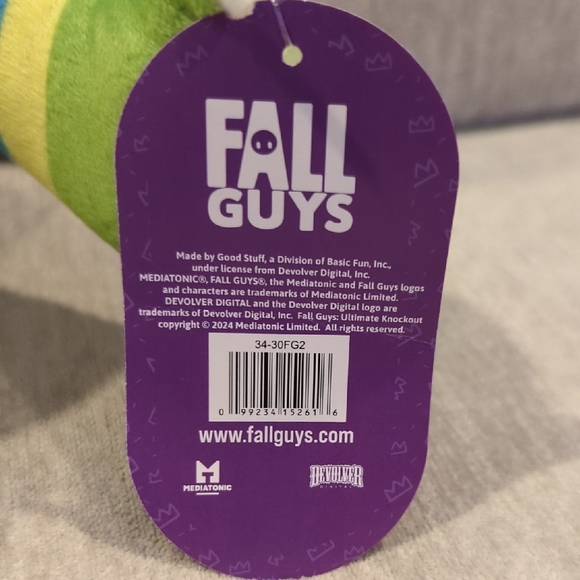 FALL
GUYS
Made by Good Stuff, a Division of Basic Fun, Inc.,
under license from Devolver Digital, Inc.
MEDIATONIC®, FALL GUYS®, the Mediatonic and Fall Guys logos
and characters are trademarks of Mediatonic Limited.
DEVOLVER DIGITAL and the Devolver Digital logo are
trademarks of Devolver Digital, Inc. Fall Guys: Ultimate Knockout
copyright © 2024 Mediatonic Limited. All rights reserved.
34-30FG2
0 99234 15261 6
www.fallguys.com
MEDIATONIC
DEVOLVER
DIGITAL